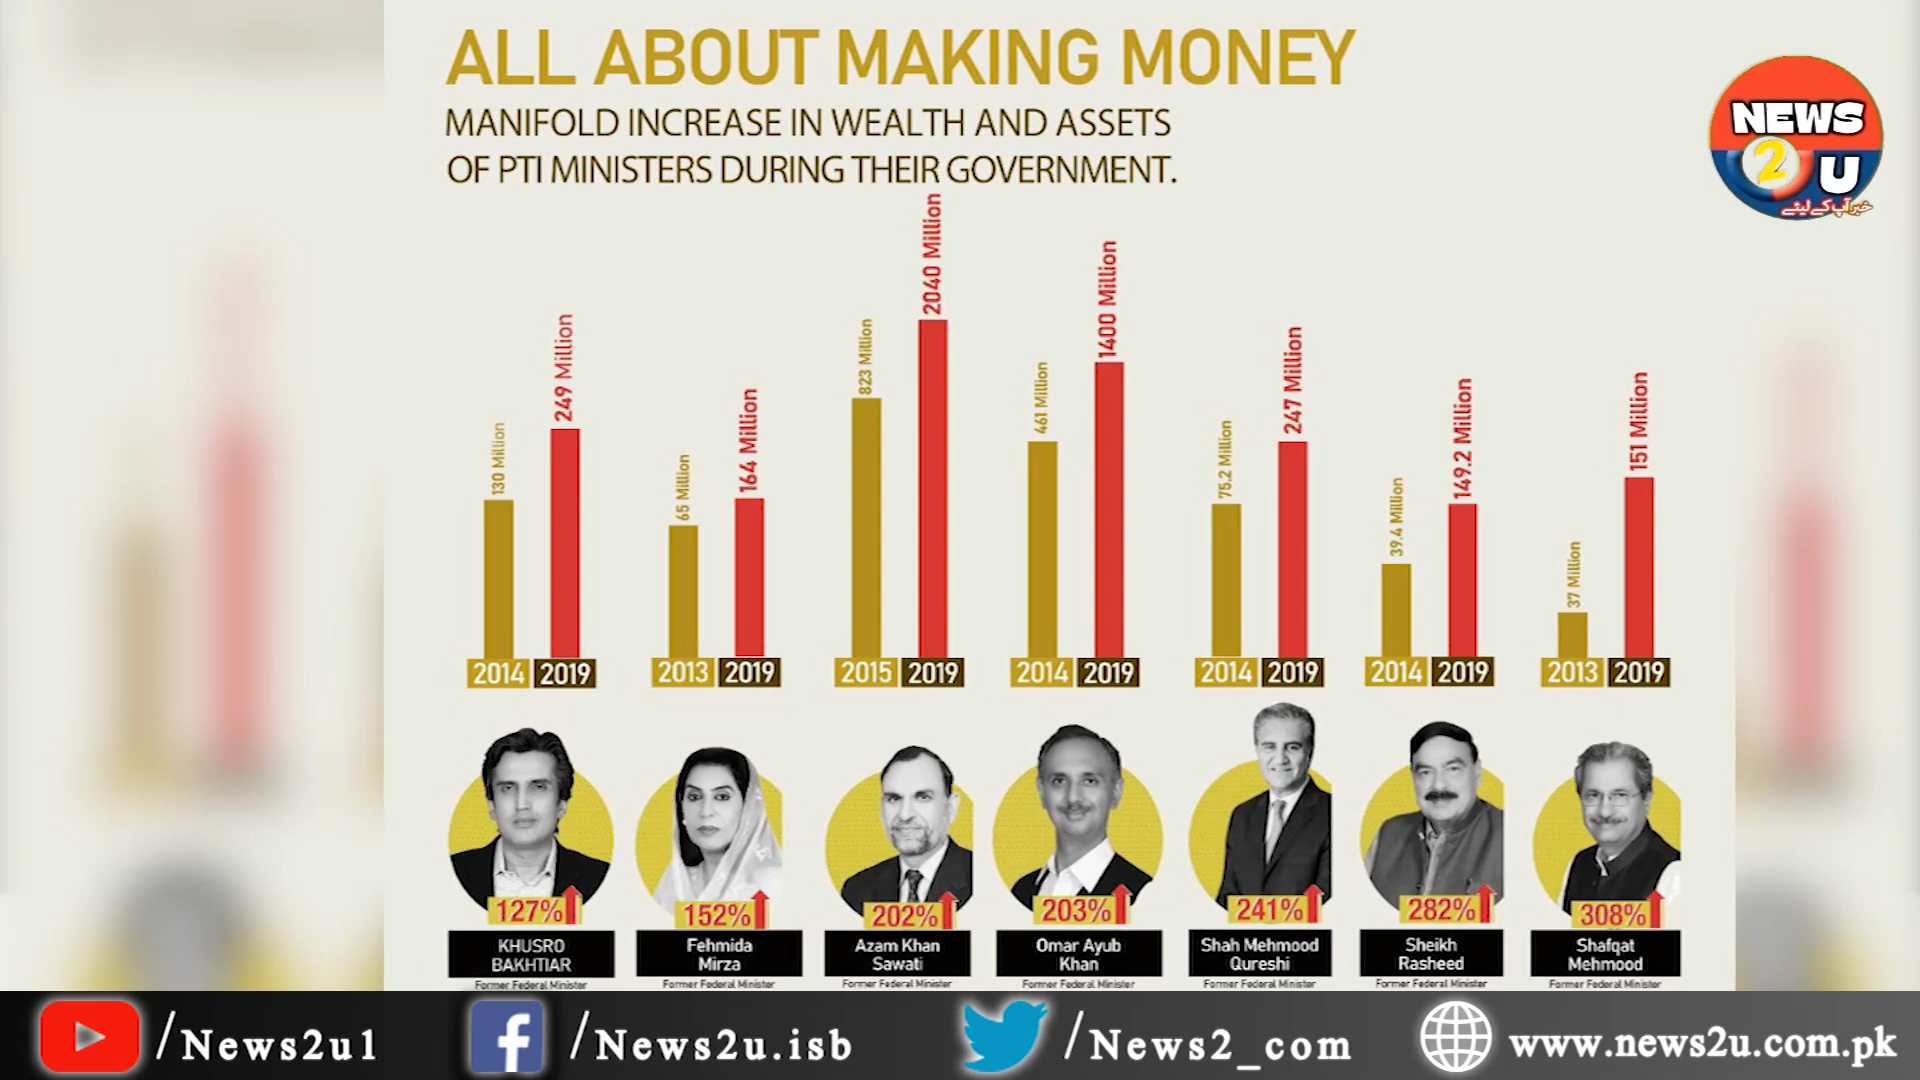 ALL ABOUT MAKING MONEY
MANIFOLD INCREASE IN WEALTH AND ASSETS
OF PTI MINISTERS DURING THEIR GOVERNMENT.
NEWS
2 U
خبر آپ کے لیئے
130 Million
249 Million
65 Million
164 Million
823 Million
2040 Million
461 Million
1400 Million
75.2 Million
247 Million
39.4 Million
149.2 Million
37 Million
151 Million
2014 2019
2013 2019
2015 2019
2014 2019
2014 2019
2014 2019
2013 2019
127%
152%
202%
203%
241%
282%
308%
KHUSRO
BAKHTIAR
Former Federal Minister
Fehmida
Mirza
Former Federal Minister
Azam Khan
Sawati
Former Federal Minister
Omar Ayub
Khan
Former Federal Minister
Shah Mehmood
Qureshi
Former Federal Minister
Sheikh
Rasheed
Former Federal Minister
Shafqat
Mehmood
Former Federal Minister
/News2u1
/News2u.isb
/News2_com
www.news2u.com.pk